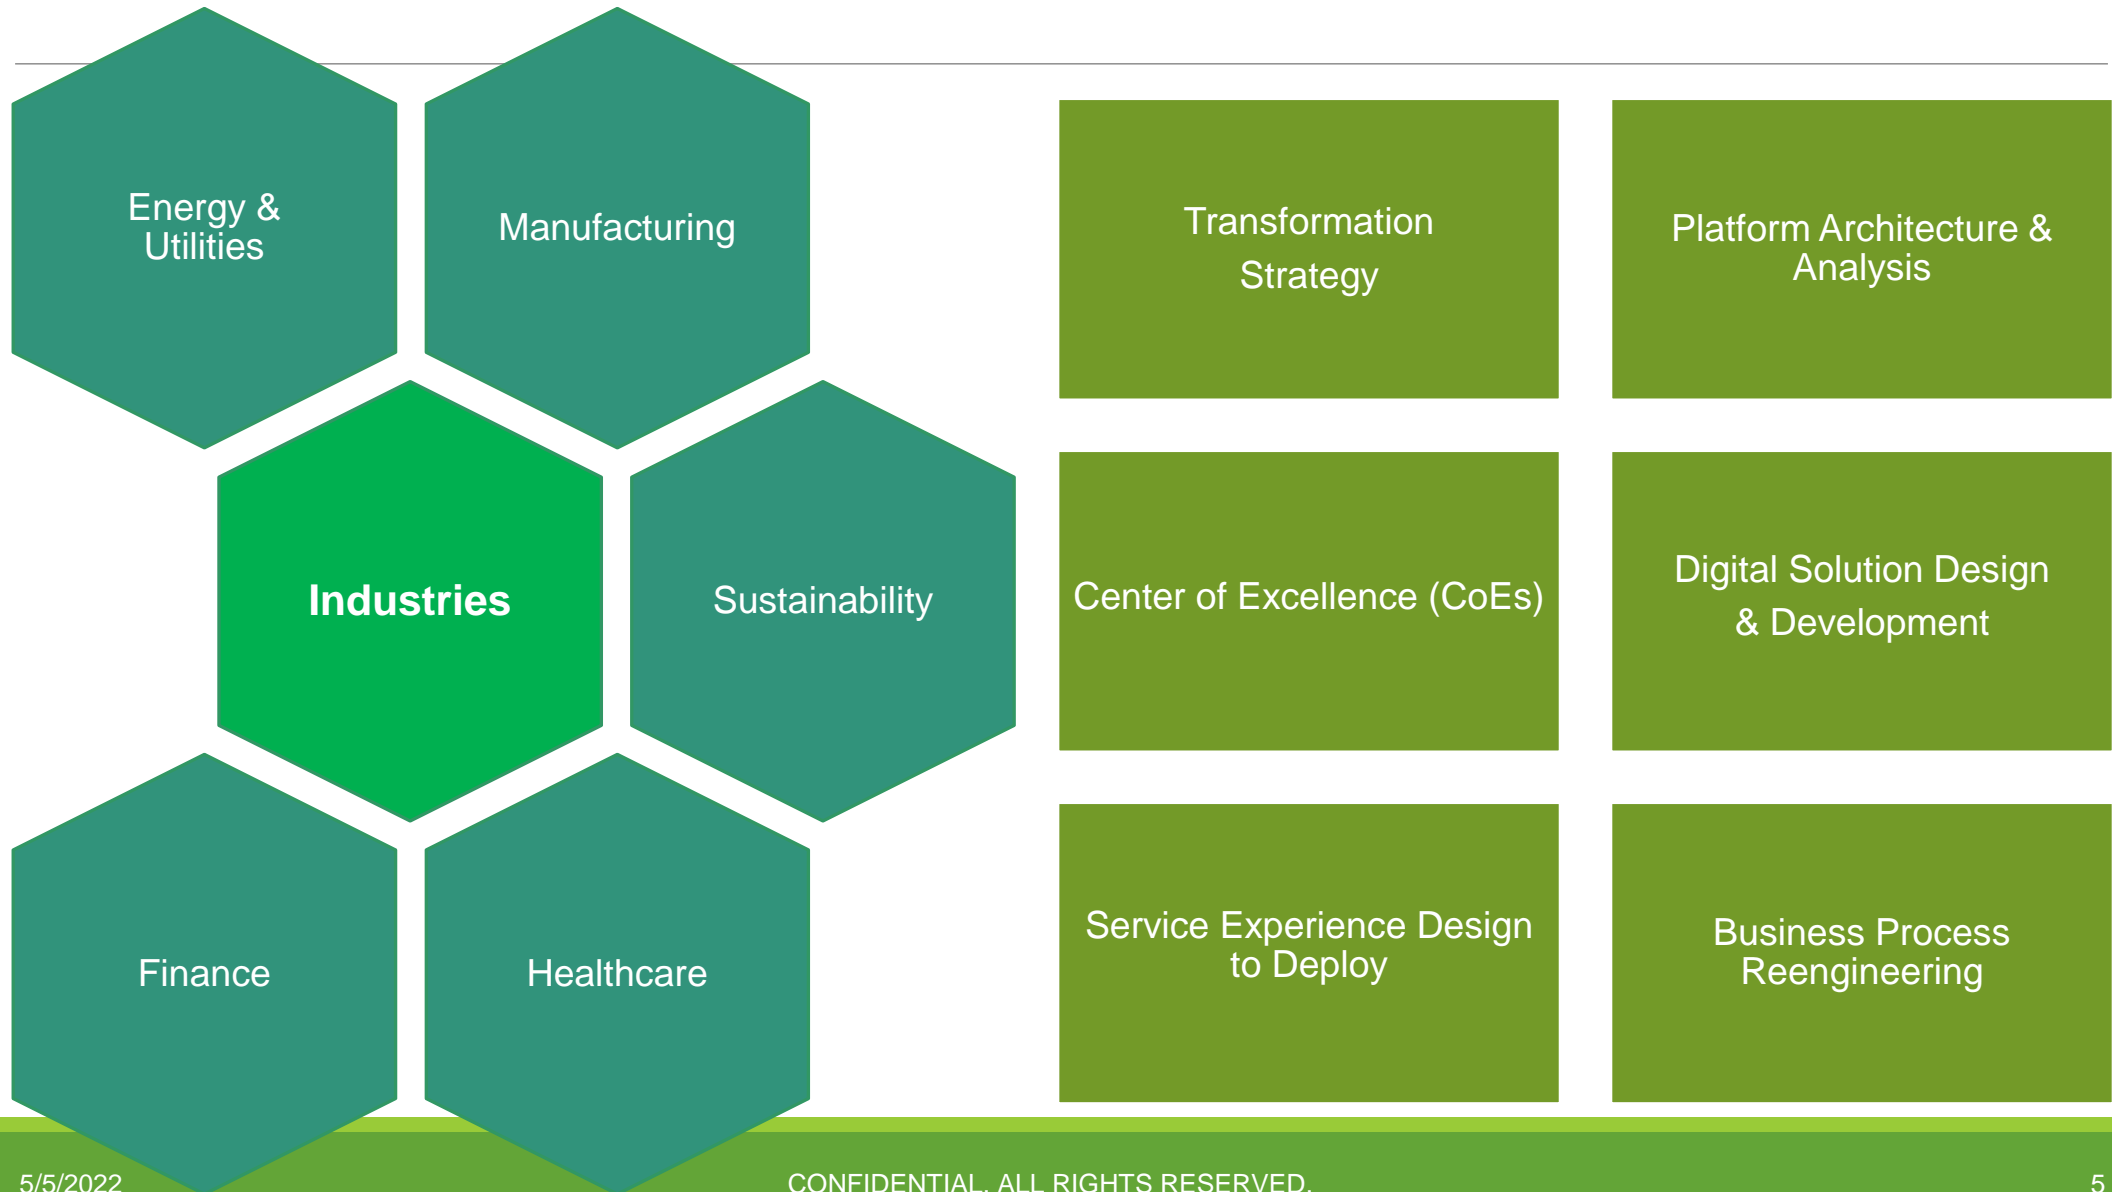 Energy &
Utilities
Manufacturing
Industries
Sustainability
Finance
Healthcare
Transformation
Strategy
Platform Architecture &
Analysis
Center of Excellence (CoEs)
Digital Solution Design
& Development
Service Experience Design
to Deploy
Business Process
Reengineering
5/5/2022
CONFIDENTIAL. ALL RIGHTS RESERVED.
5